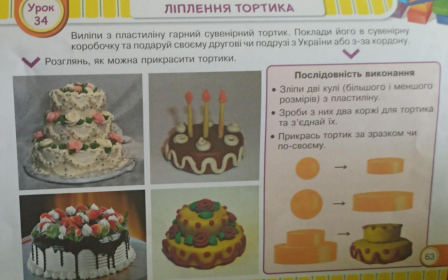 Урок
34
ЛІПЛЕННЯ ТОРТИКА
Виліпи з пластиліну гарний сувенірний тортик. Поклади його в сувенірну
коробочку та подаруй своєму другові чи подрузі з України або з-за кордону.
Розглянь, як можна прикрасити тортики.
Послідовність виконання
• Зліпи дві кулі (більшого і меншого
розмірів) з пластиліну.
• Зроби з них два коржі для тортика
та з'єднай їх.
• Прикрась тортик за зразком чи
по-своєму.
63